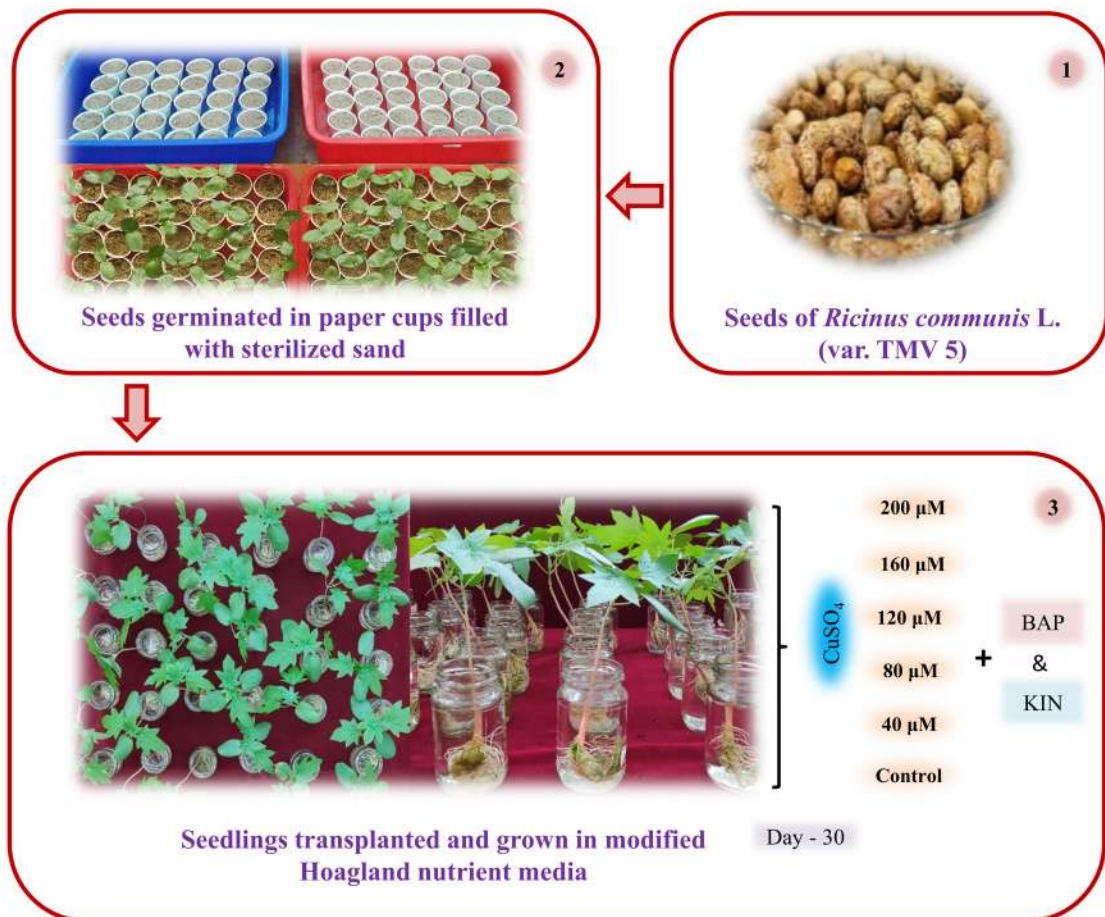 1
Seeds of Ricinus communis L.
(var. TMV 5)
2
Seeds germinated in paper cups filled
with sterilized sand
3
CuSO₄
200 μM
160 μM
120 μM
80 μM
40 μM
Control
+
BAP
&
KIN
Seedlings transplanted and grown in modified
Hoagland nutrient media
Day - 30